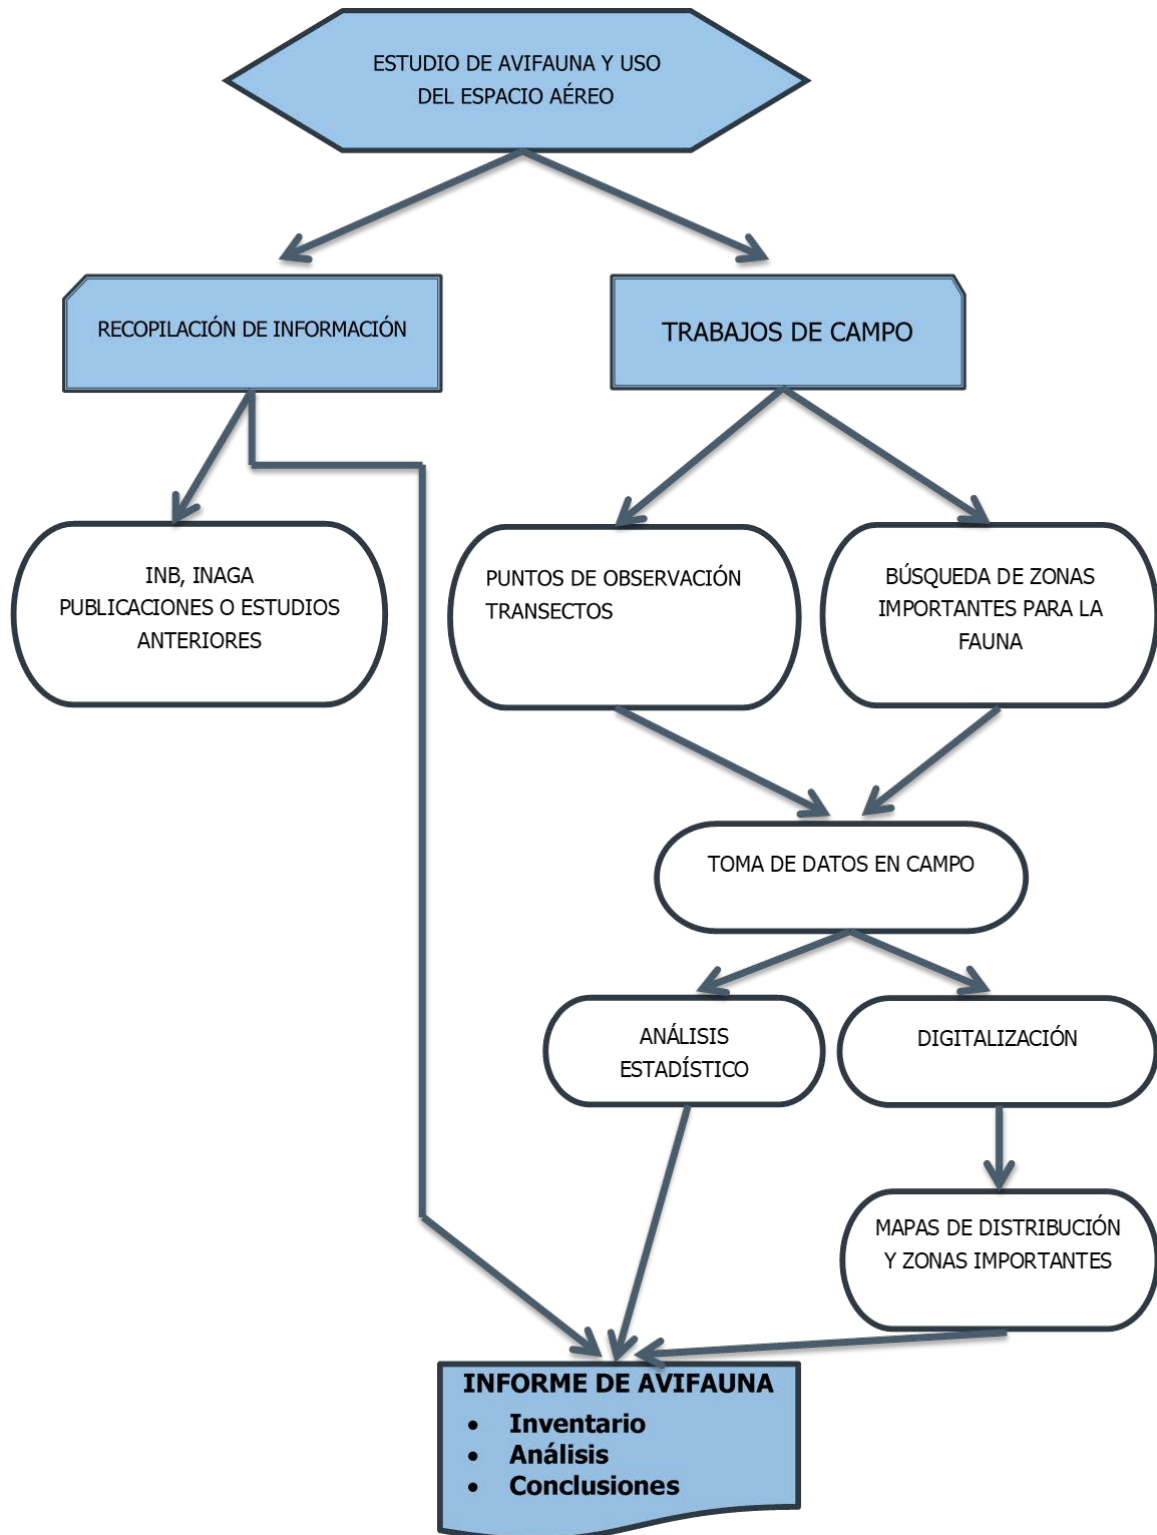 ESTUDIO DE AVIFAUNA Y USO
DEL ESPACIO AÉREO
RECOPILACIÓN DE INFORMACIÓN
TRABAJOS DE CAMPO
INB, INAGA
PUBLICACIONES O ESTUDIOS
ANTERIORES
PUNTOS DE OBSERVACIÓN
TRANSECTOS
BÚSQUEDA DE ZONAS
IMPORTANTES PARA LA
FAUNA
TOMA DE DATOS EN CAMPO
ANÁLISIS
ESTADÍSTICO
DIGITALIZACIÓN
MAPAS DE DISTRIBUCIÓN
Y ZONAS IMPORTANTES
INFORME DE AVIFAUNA
• Inventario
• Análisis
• Conclusiones